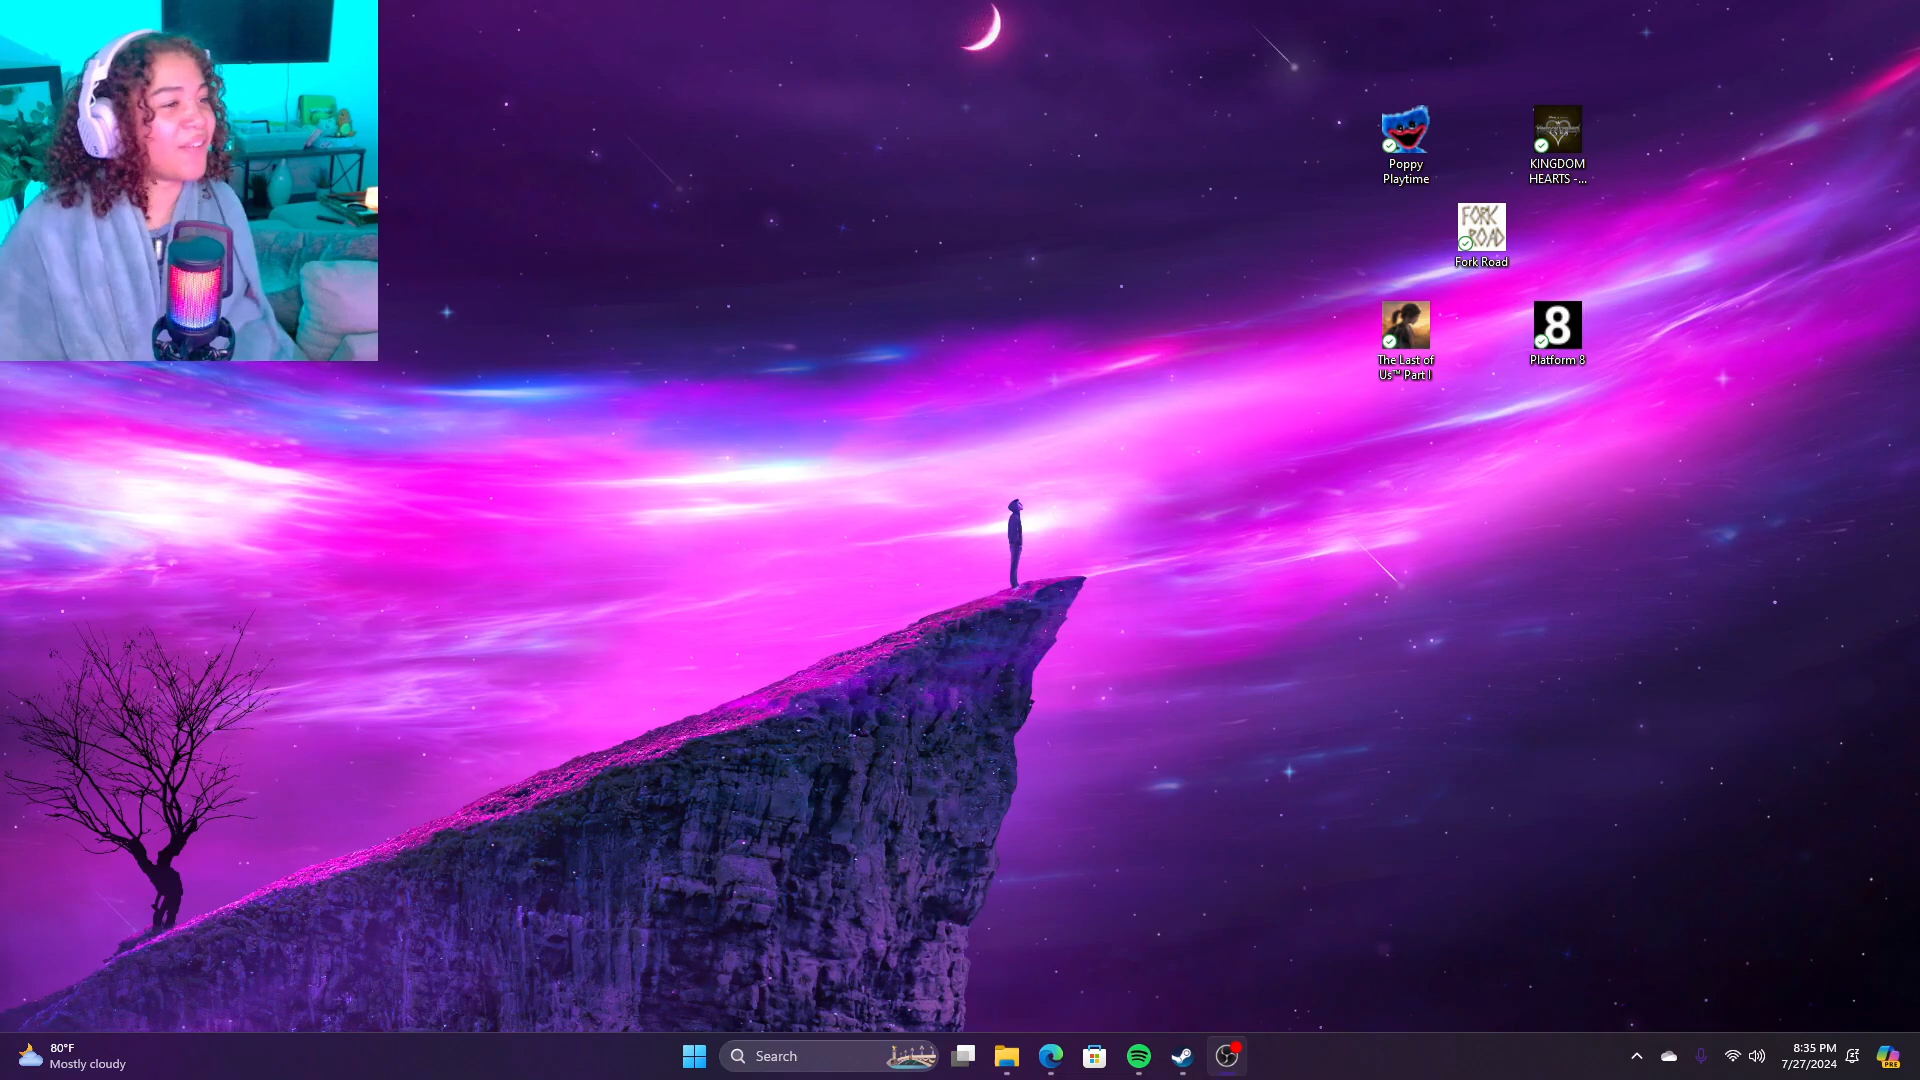 Poppy
Playtime
KINGDOM
HEARTS -...
FORK
ROAD
Fork Road
8
The Last of
Us™ Part I
Platform 8
80°F
Mostly cloudy
Search
8:35 PM
7/27/2024
PRE